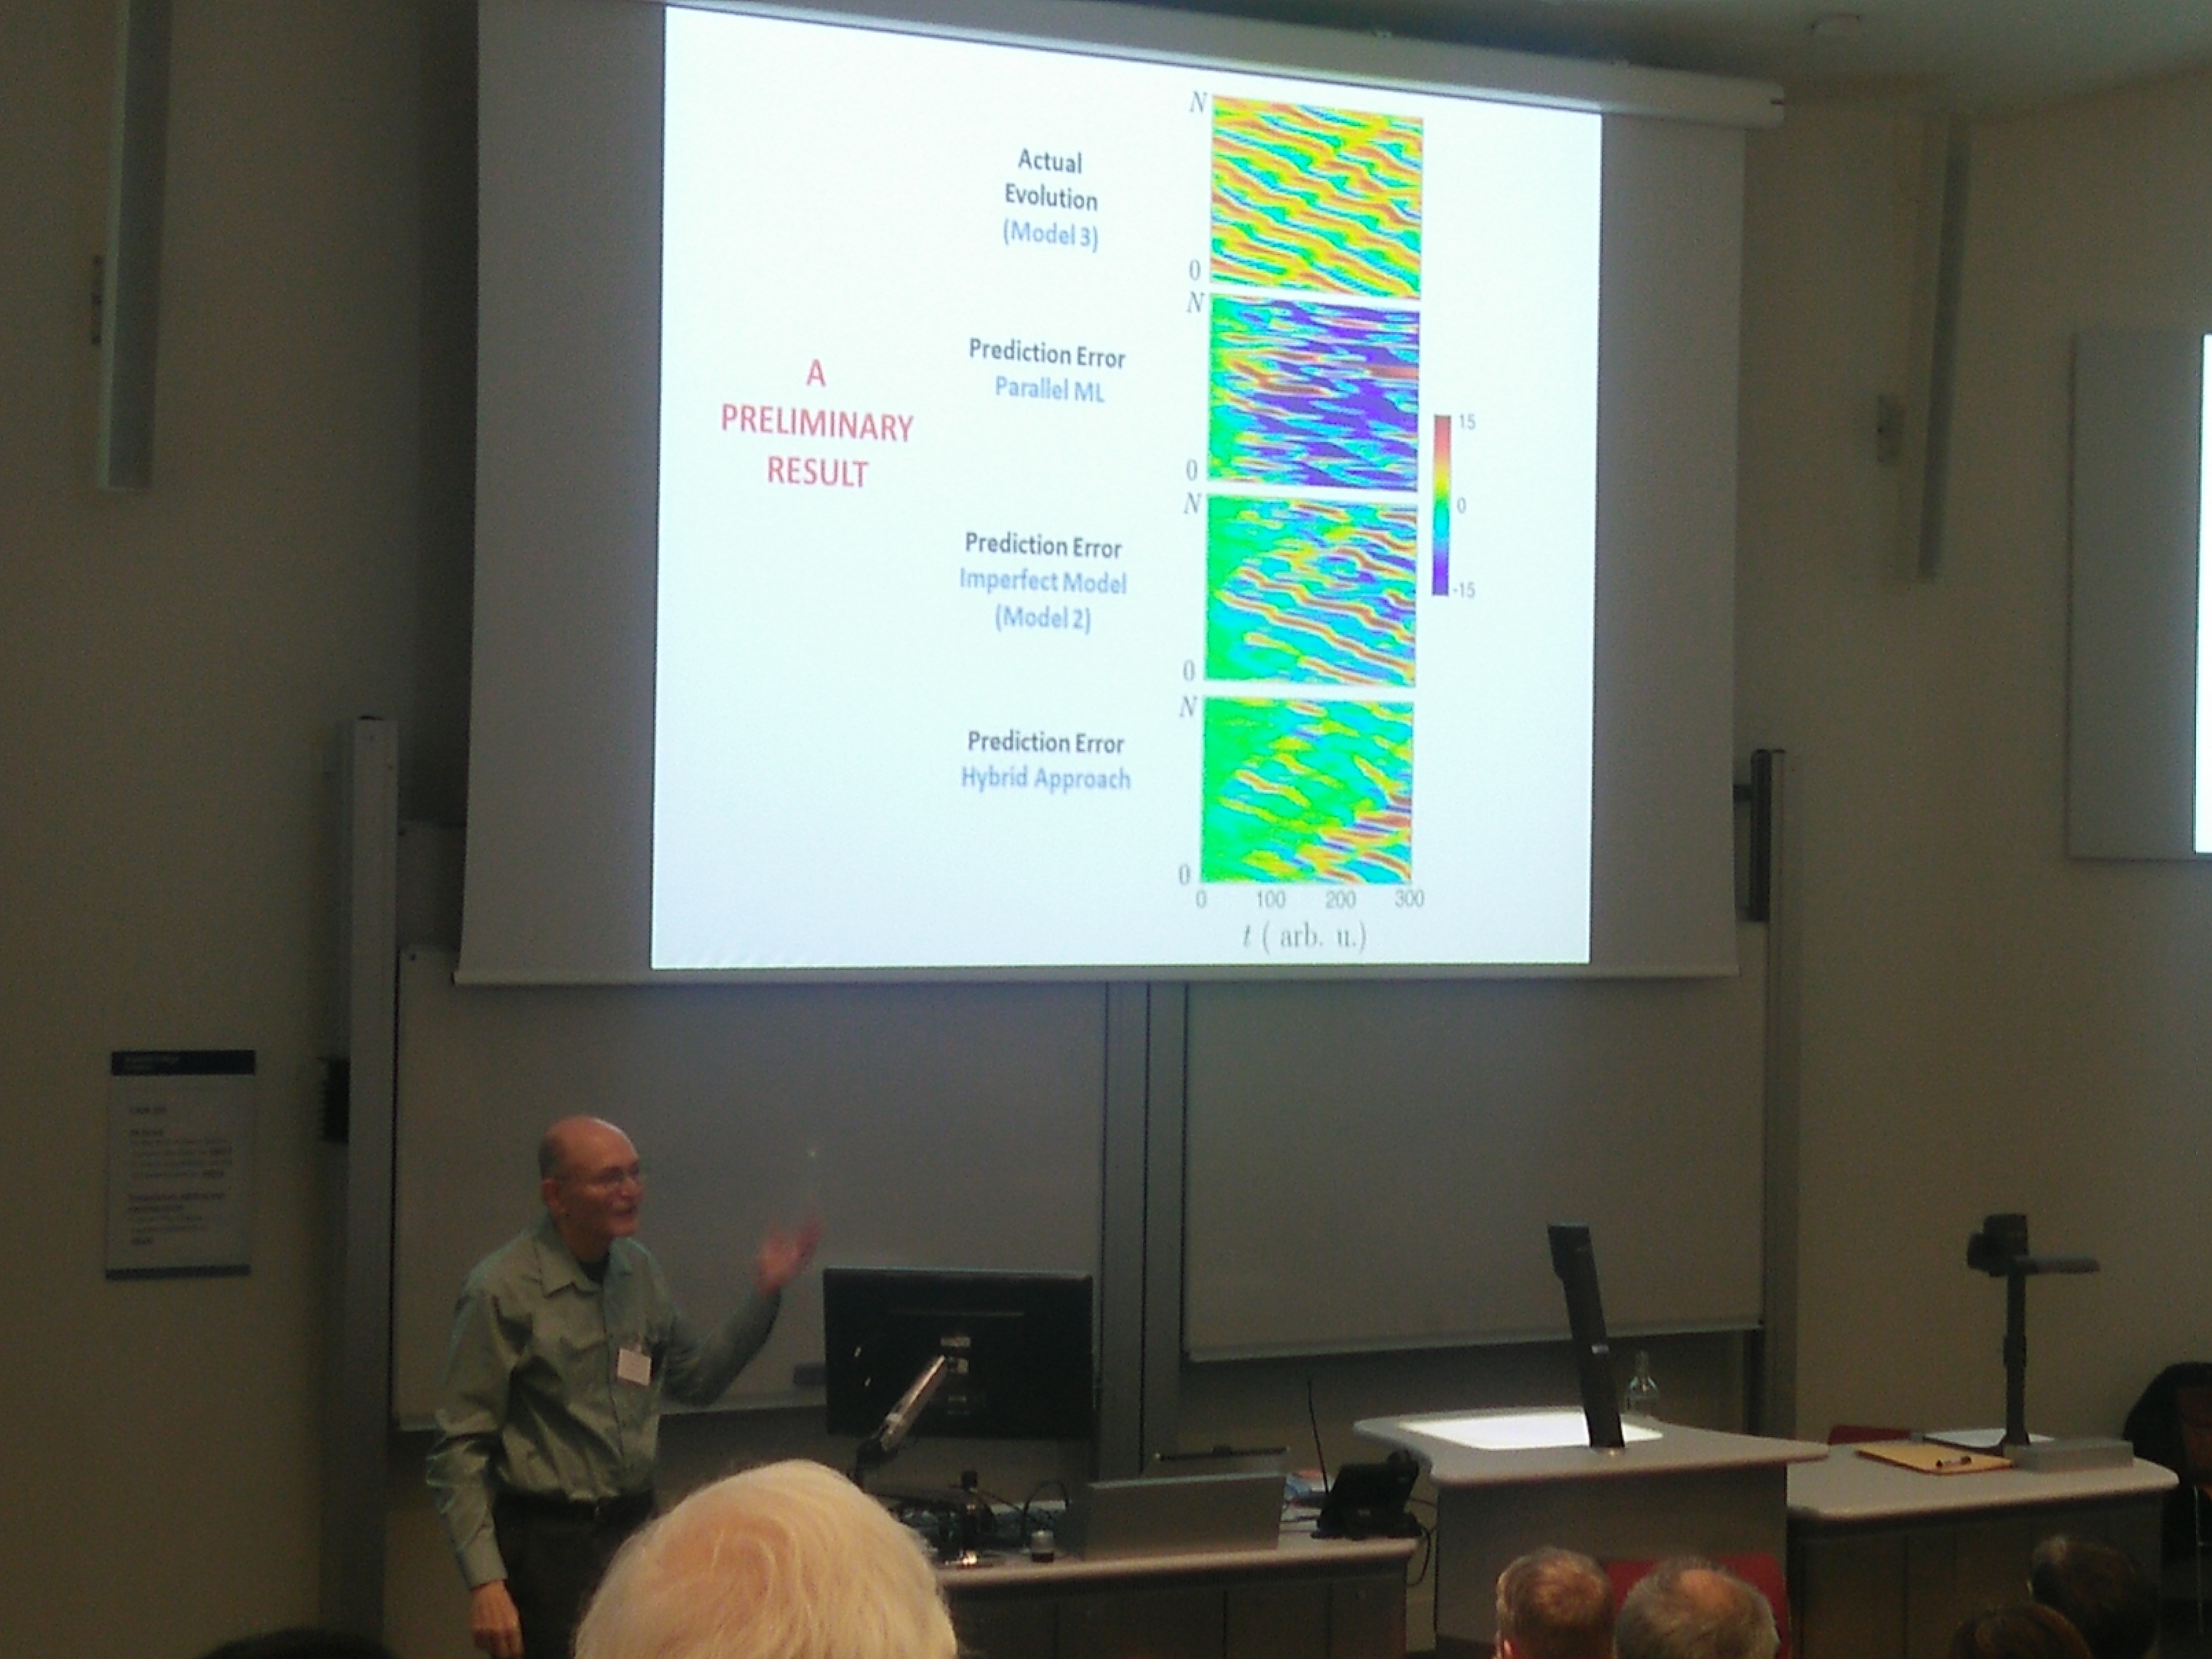 A
PRELIMINARY
RESULT
Actual
Evolution
(Model 3)
N
0
Prediction Error
Parallel ML
N
0
Prediction Error
Imperfect Model
(Model 2)
N
0
Prediction Error
Hybrid Approach
N
0
15
0
-15
0 100 200 300
t ( arb. u.)